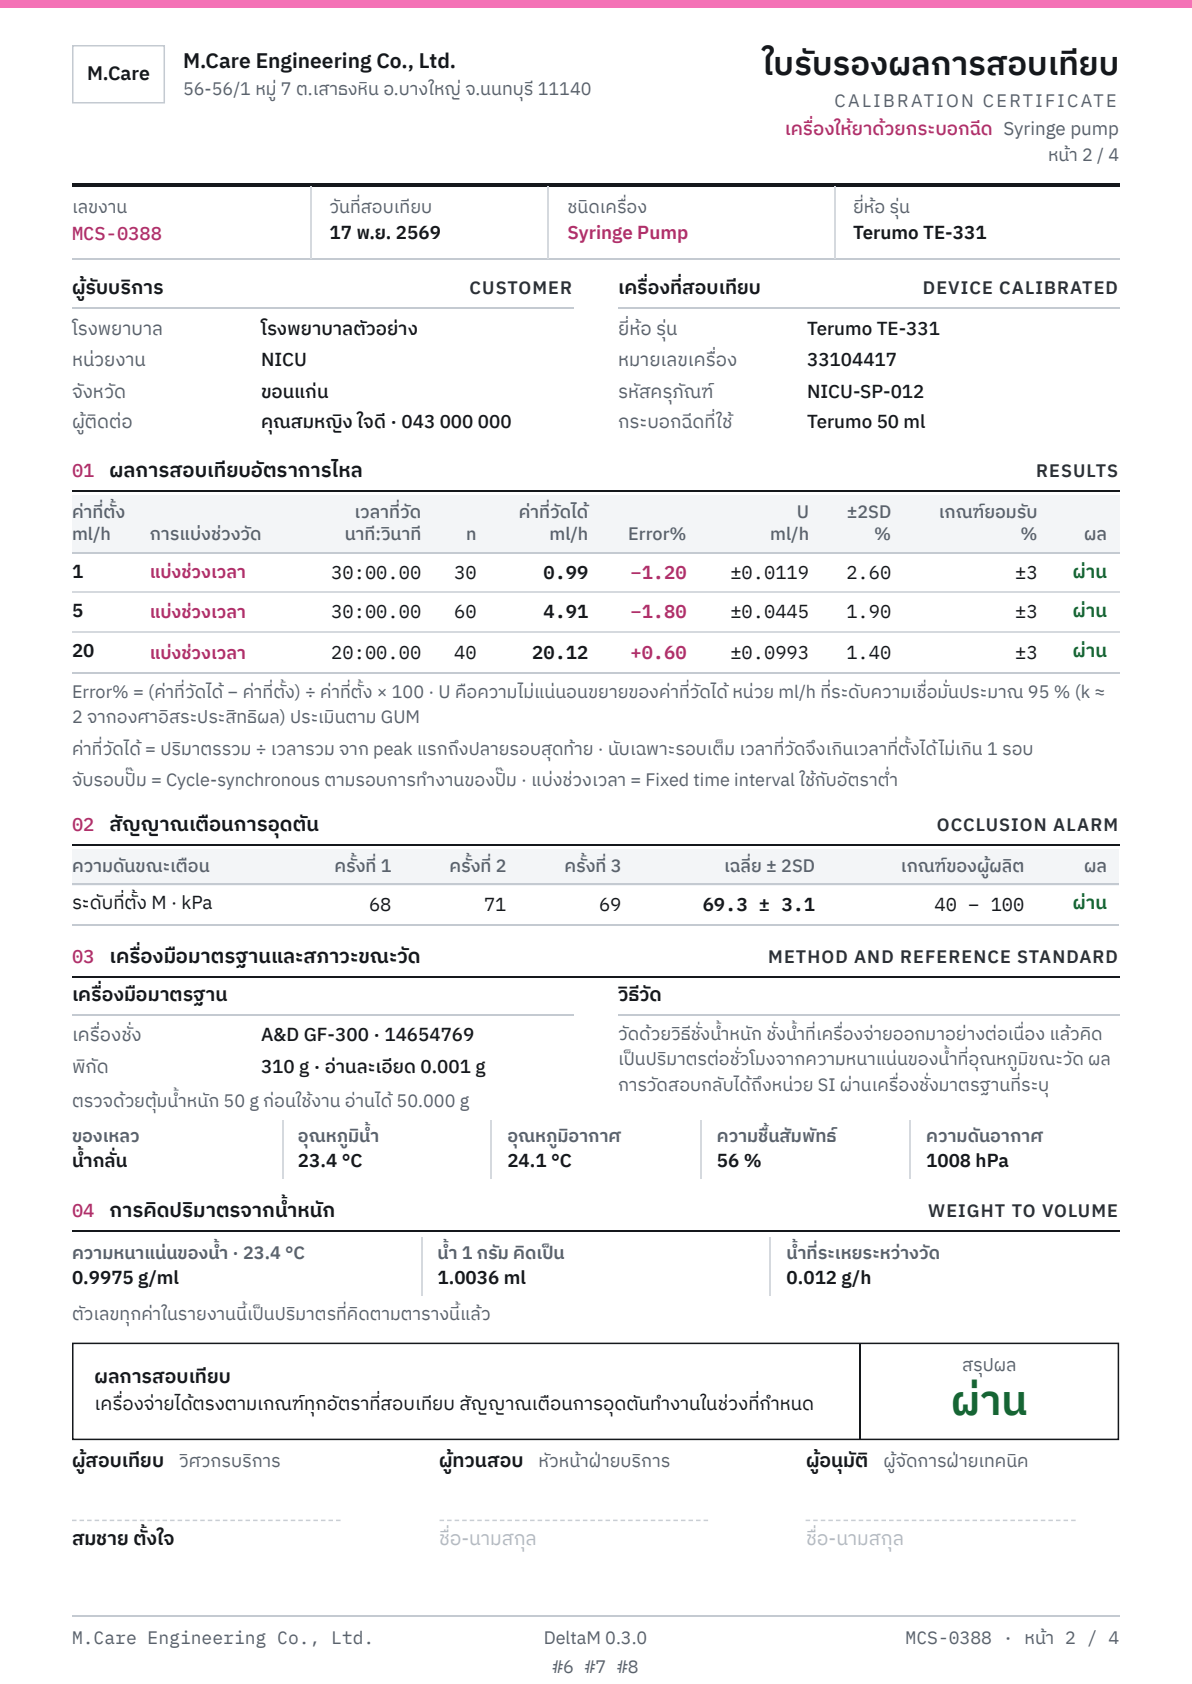 M.Care
M.Care Engineering Co., Ltd.
56-56/1 หมู่ 7 ต.เสาธงหิน อ.บางใหญ่ จ.นนทบุรี 11140
ใบรับรองผลการสอบเทียบ
CALIBRATION CERTIFICATE
เครื่องให้ยาด้วยกระบอกฉีด Syringe pump
หน้า 2 / 4
เลขงาน วันที่สอบเทียบ ชนิดเครื่อง ยี่ห้อ รุ่น
MCS-0388 17 พ.ย. 2569 Syringe Pump Terumo TE-331
ผู้รับบริการ CUSTOMER
โรงพยาบาล โรงพยาบาลตัวอย่าง
หน่วยงาน NICU
จังหวัด ขอนแก่น
ผู้ติดต่อ คุณสมหญิง ใจดี · 043 000 000
เครื่องที่สอบเทียบ DEVICE CALIBRATED
ยี่ห้อ รุ่น Terumo TE-331
หมายเลขเครื่อง 33104417
รหัสครุภัณฑ์ NICU-SP-012
กระบอกฉีดที่ใช้ Terumo 50 ml
01 ผลการสอบเทียบอัตราการไหล RESULTS
ค่าที่ตั้ง เวลาที่วัด ค่าที่วัดได้ U ±2SD เกณฑ์ยอมรับ
ml/h การแบ่งช่วงวัด นาที:วินาที n ml/h Error% ml/h % % ผล
1 แบ่งช่วงเวลา 30:00.00 30 0.99 −1.20 ±0.0119 2.60 ±3 ผ่าน
5 แบ่งช่วงเวลา 30:00.00 60 4.91 −1.80 ±0.0445 1.90 ±3 ผ่าน
20 แบ่งช่วงเวลา 20:00.00 40 20.12 +0.60 ±0.0993 1.40 ±3 ผ่าน
Error% = (ค่าที่วัดได้ − ค่าที่ตั้ง) ÷ ค่าที่ตั้ง × 100 · U คือความไม่แน่นอนขยายของค่าที่วัดได้ หน่วย ml/h ที่ระดับความเชื่อมั่นประมาณ 95 % (k ≈
2 จากองศาอิสระประสิทธิผล) ประเมินตาม GUM
ค่าที่วัดได้ = ปริมาตรรวม ÷ เวลารวม จาก peak แรกถึงปลายรอบสุดท้าย · นับเฉพาะรอบเต็ม เวลาที่วัดจึงเกินเวลาที่ตั้งได้ไม่เกิน 1 รอบ
จับรอบปั๊ม = Cycle-synchronous ตามรอบการทำงานของปั๊ม · แบ่งช่วงเวลา = Fixed time interval ใช้กับอัตราต่ำ
02 สัญญาณเตือนการอุดตัน OCCLUSION ALARM
ความดันขณะเตือน ครั้งที่ 1 ครั้งที่ 2 ครั้งที่ 3 เฉลี่ย ± 2SD เกณฑ์ของผู้ผลิต ผล
ระดับที่ตั้ง M · kPa 68 71 69 69.3 ± 3.1 40 − 100 ผ่าน
03 เครื่องมือมาตรฐานและสภาวะขณะวัด METHOD AND REFERENCE STANDARD
เครื่องมือมาตรฐาน
เครื่องชั่ง A&D GF-300 · 14654769
พิกัด 310 g · อ่านละเอียด 0.001 g
ตรวจด้วยตุ้มน้ำหนัก 50 g ก่อนใช้งาน อ่านได้ 50.000 g
วิธีวัด
วัดด้วยวิธีชั่งน้ำหนัก ชั่งน้ำที่เครื่องจ่ายออกมาอย่างต่อเนื่อง แล้วคิด
เป็นปริมาตรต่อชั่วโมงจากความหนาแน่นของน้ำที่อุณหภูมิขณะวัด ผล
การวัดสอบกลับได้ถึงหน่วย SI ผ่านเครื่องชั่งมาตรฐานที่ระบุ
ของเหลว อุณหภูมิน้ำ อุณหภูมิอากาศ ความชื้นสัมพัทธ์ ความดันอากาศ
น้ำกลั่น 23.4 °C 24.1 °C 56 % 1008 hPa
04 การคิดปริมาตรจากน้ำหนัก WEIGHT TO VOLUME
ความหนาแน่นของน้ำ · 23.4 °C น้ำ 1 กรัม คิดเป็น น้ำที่ระเหยระหว่างวัด
0.9975 g/ml 1.0036 ml 0.012 g/h
ตัวเลขทุกค่าในรายงานนี้เป็นปริมาตรที่คิดตามตารางนี้แล้ว
ผลการสอบเทียบ
เครื่องจ่ายได้ตรงตามเกณฑ์ทุกอัตราที่สอบเทียบ สัญญาณเตือนการอุดตันทำงานในช่วงที่กำหนด
สรุปผล
ผ่าน
ผู้สอบเทียบ วิศวกรบริการ ผู้ทวนสอบ หัวหน้าฝ่ายบริการ ผู้อนุมัติ ผู้จัดการฝ่ายเทคนิค
สมชาย ตั้งใจ ชื่อ-นามสกุล ชื่อ-นามสกุล
M.Care Engineering Co., Ltd. DeltaM 0.3.0 MCS-0388 · หน้า 2 / 4
#6 #7 #8